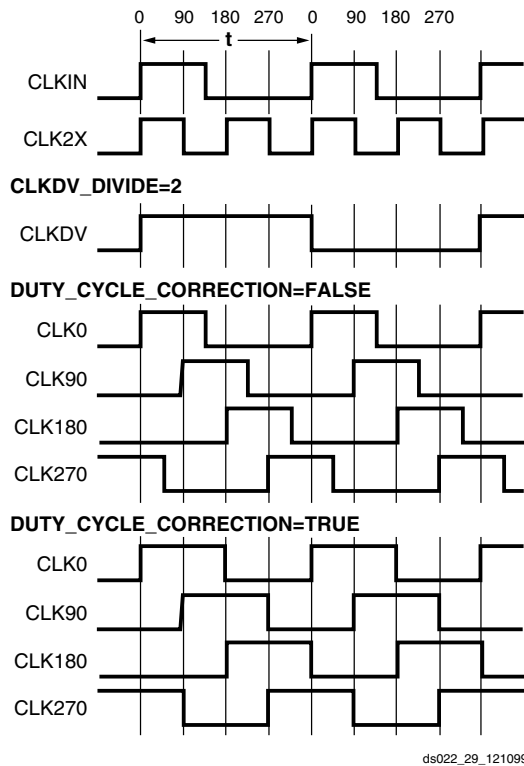 0 90 180 270 0 90 180 270
t
CLKIN
CLK2X
CLKDV_DIVIDE=2
CLKDV
DUTY_CYCLE_CORRECTION=FALSE
CLK0
CLK90
CLK180
CLK270
DUTY_CYCLE_CORRECTION=TRUE
CLK0
CLK90
CLK180
CLK270
ds022_29_121099